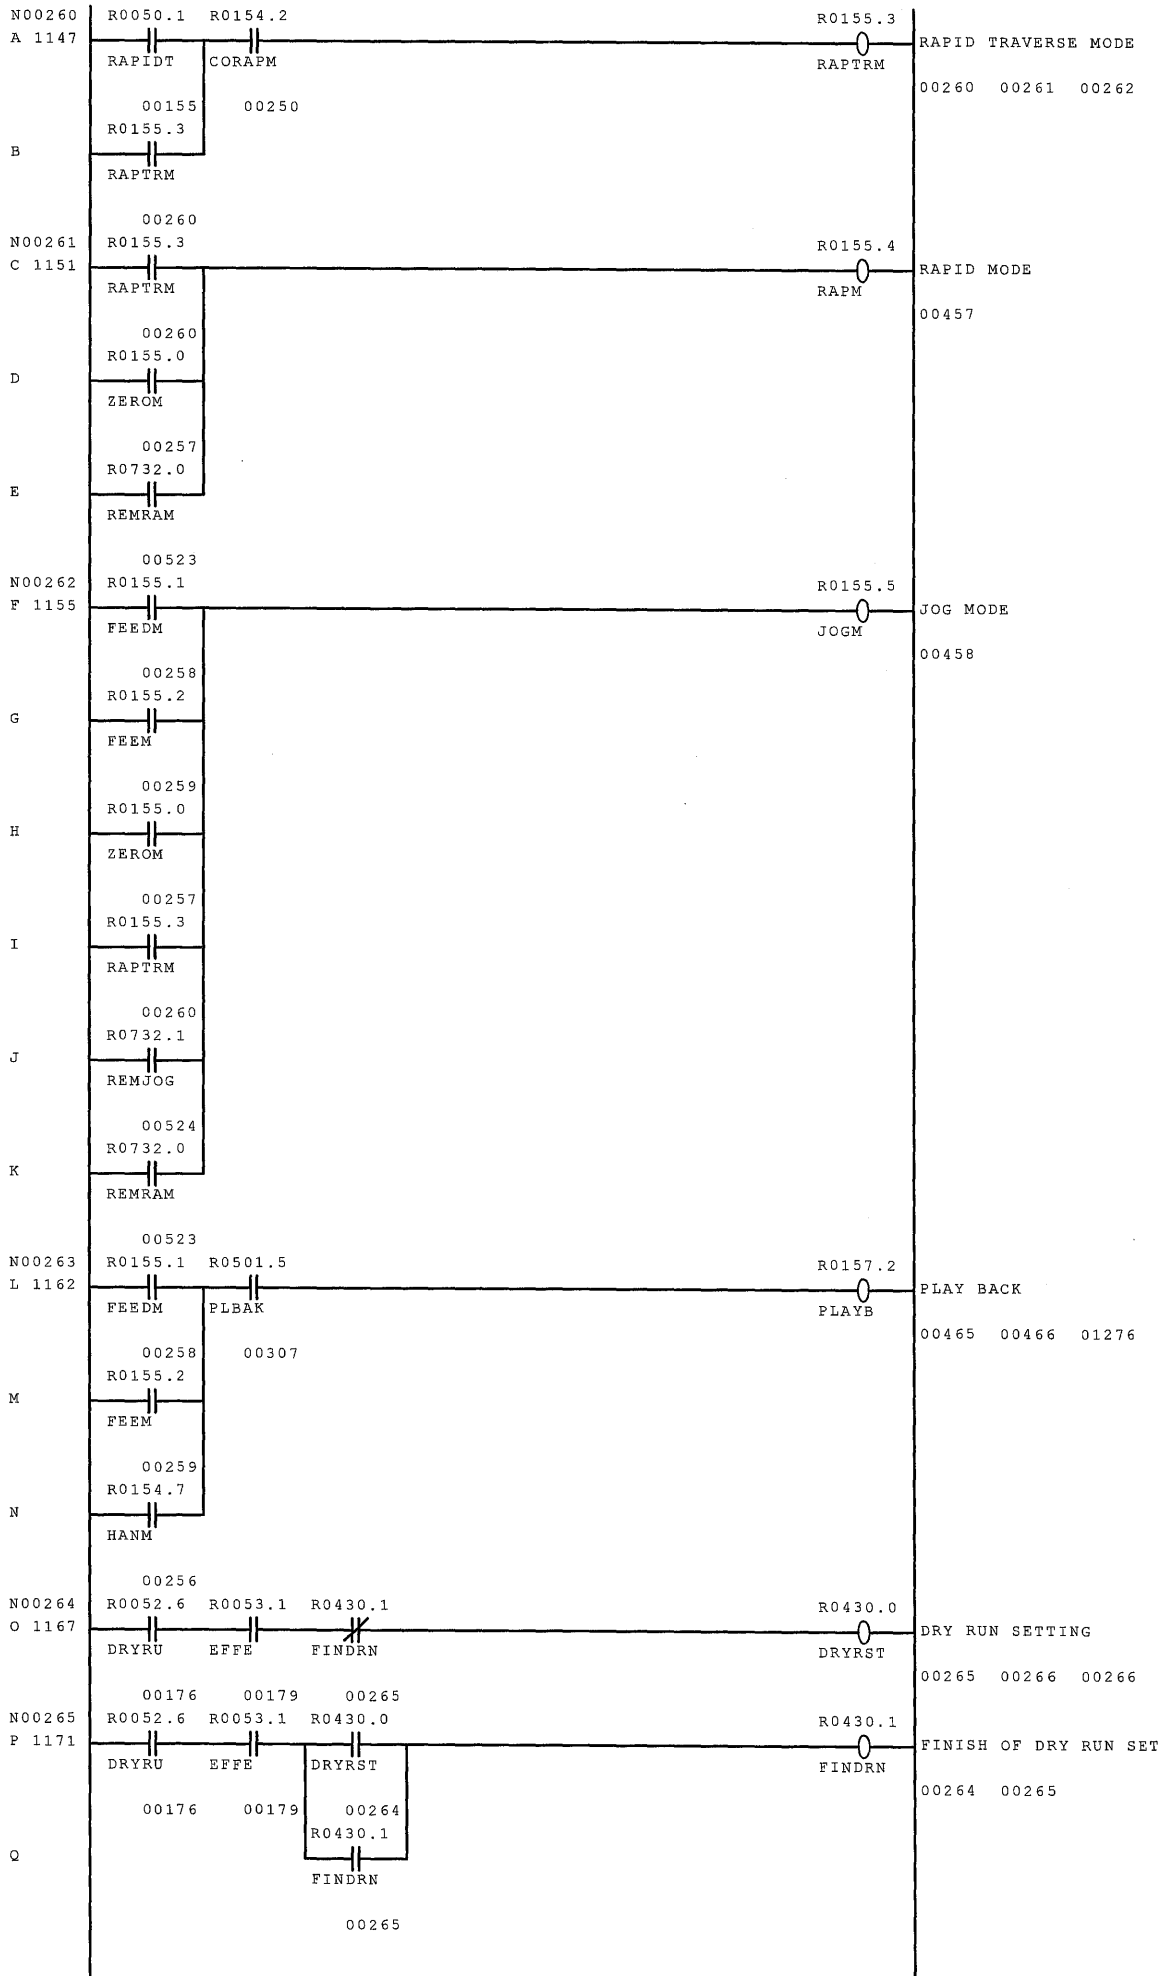 N00260 R0050.1 R0154.2 R0155.3
A 1147 RAPID TRAVERSE MODE
RAPIDT CORAPM RAPTRM
00260 00261 00262
00155 00250
R0155.3
B
RAPTRM
00260
N00261 R0155.3 R0155.4
C 1151 RAPID MODE
RAPTRM RAPM
00457
00260
R0155.0
D
ZEROM
00257
R0732.0
E
REMRAM
00523
N00262 R0155.1 R0155.5
F 1155 JOG MODE
FEEDM JOGM
00458
00258
R0155.2
G
FEEM
00259
R0155.0
H
ZEROM
00257
R0155.3
I
RAPTRM
00260
R0732.1
J
REMJOG
00524
R0732.0
K
REMRAM
00523
N00263 R0155.1 R0501.5 R0157.2
L 1162 PLAY BACK
FEEDM PLBAK PLAYB
00465 00466 01276
00258 00307
R0155.2
M
FEEM
00259
R0154.7
N
HANM
00256
N00264 R0052.6 R0053.1 R0430.1 R0430.0
O 1167 DRY RUN SETTING
DRYRU EFFE FINDRN DRYRST
00265 00266 00266
00176 00179 00265
N00265 R0052.6 R0053.1 R0430.0 R0430.1
P 1171 FINISH OF DRY RUN SET
DRYRU EFFE DRYRST FINDRN
00264 00265
00176 00179 00264
R0430.1
Q
FINDRN
00265